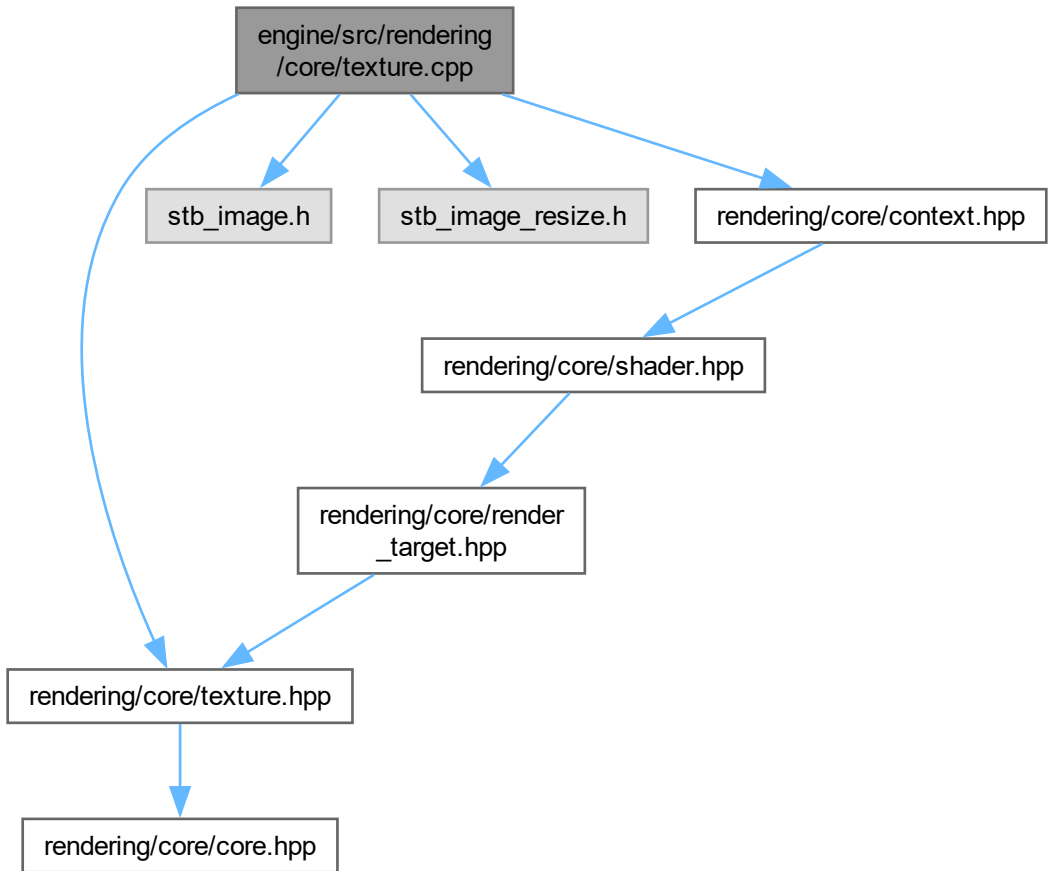 engine/src/rendering
/core/texture.cpp
stb_image.h
stb_image_resize.h
rendering/core/context.hpp
rendering/core/shader.hpp
rendering/core/render
_target.hpp
rendering/core/texture.hpp
rendering/core/core.hpp